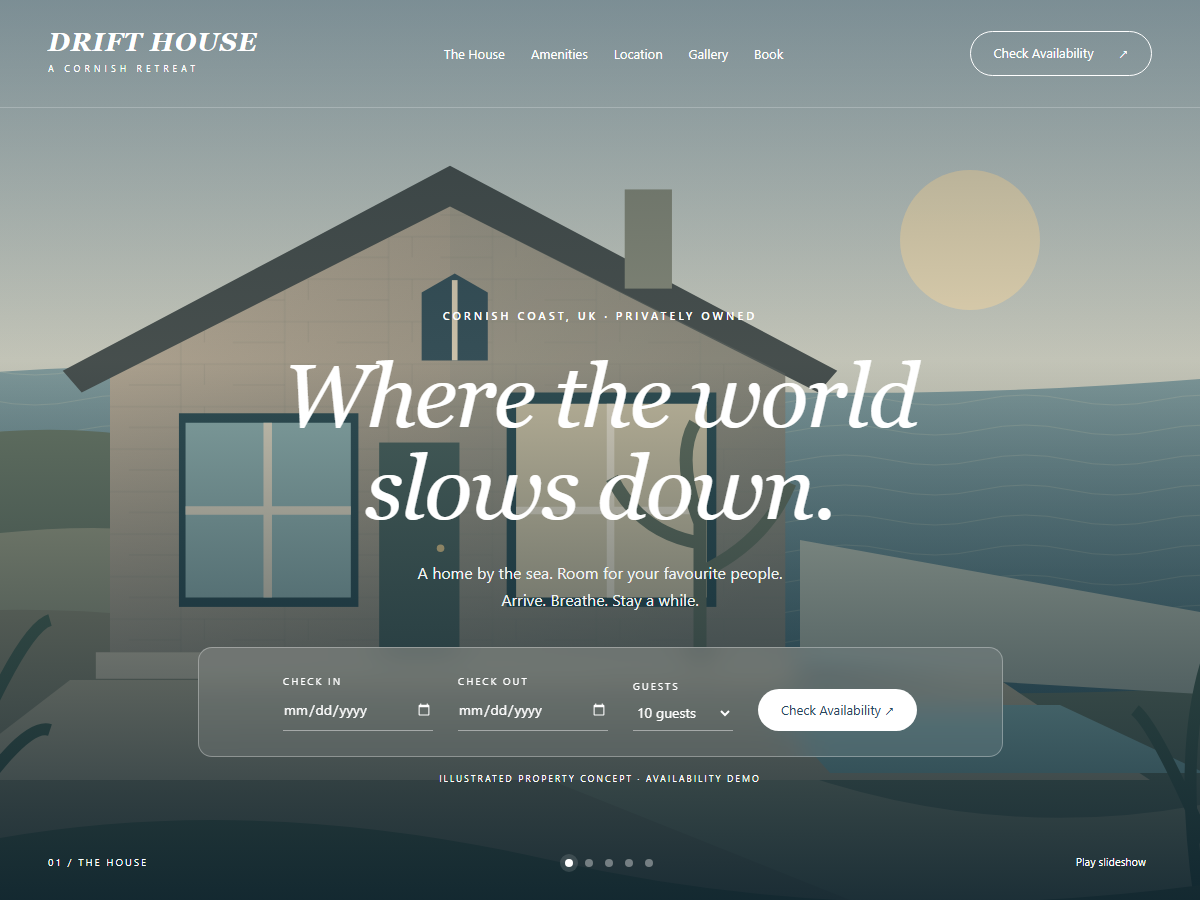 DRIFT HOUSE
A CORNISH RETREAT
The House Amenities Location Gallery Book
Check Availability ↗
CORNISH COAST, UK · PRIVATELY OWNED
Where the world
slows down.
A home by the sea. Room for your favourite people.
Arrive. Breathe. Stay a while.
CHECK IN
mm/dd/yyyy
CHECK OUT
mm/dd/yyyy
GUESTS
10 guests
Check Availability ↗
ILLUSTRATED PROPERTY CONCEPT · AVAILABILITY DEMO
01 / THE HOUSE
Play slideshow